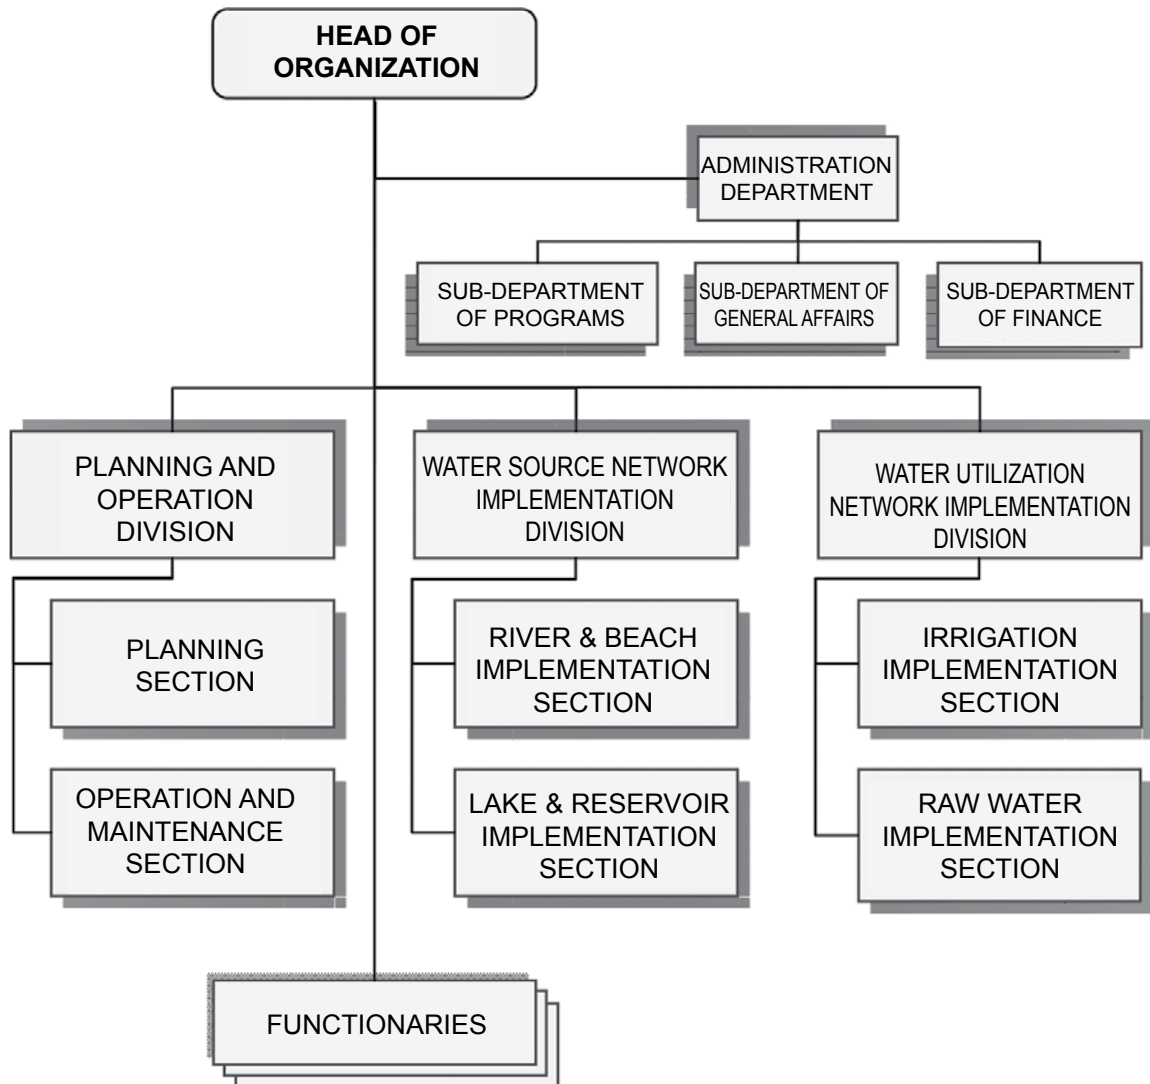 HEAD OF
ORGANIZATION
ADMINISTRATION
DEPARTMENT
SUB-DEPARTMENT
OF PROGRAMS
SUB-DEPARTMENT OF
GENERAL AFFAIRS
SUB-DEPARTMENT
OF FINANCE
PLANNING AND
OPERATION
DIVISION
WATER SOURCE NETWORK
IMPLEMENTATION
DIVISION
WATER UTILIZATION
NETWORK IMPLEMENTATION
DIVISION
PLANNING
SECTION
RIVER & BEACH
IMPLEMENTATION
SECTION
IRRIGATION
IMPLEMENTATION
SECTION
OPERATION AND
MAINTENANCE
SECTION
LAKE & RESERVOIR
IMPLEMENTATION
SECTION
RAW WATER
IMPLEMENTATION
SECTION
FUNCTIONARIES